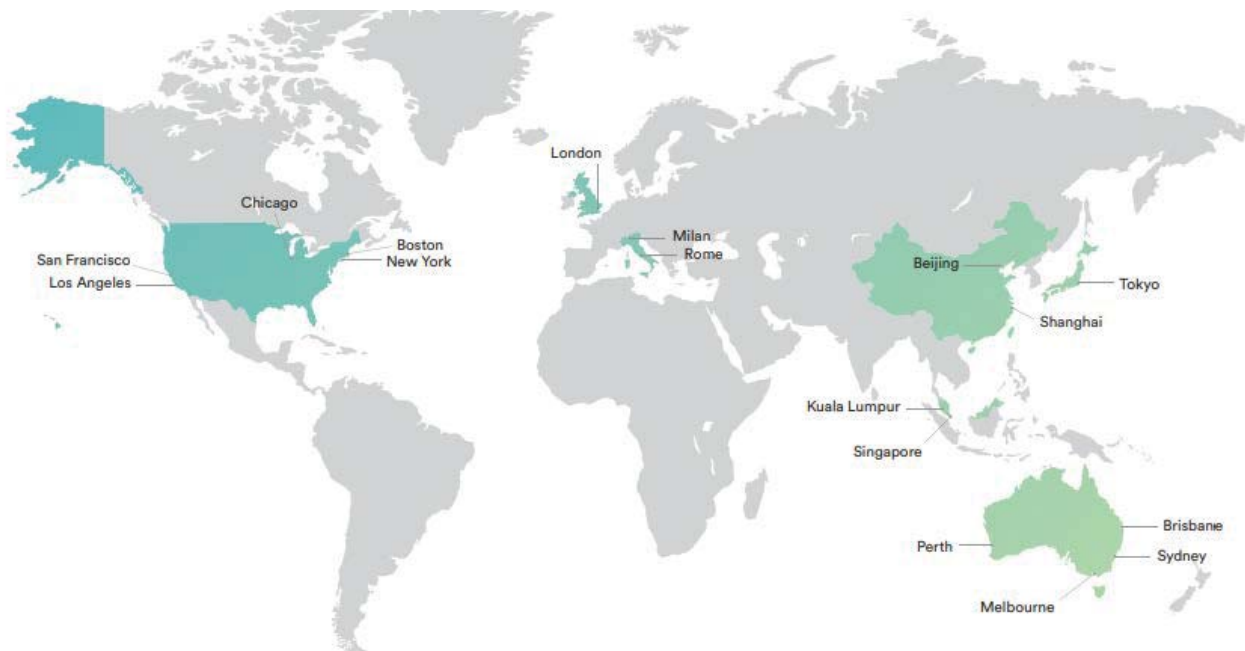 London
Chicago
Milan
Boston
Rome
San Francisco
New York
Beijing
Los Angeles
Tokyo
Shanghai
Kuala Lumpur
Singapore
Brisbane
Perth
Sydney
Melbourne